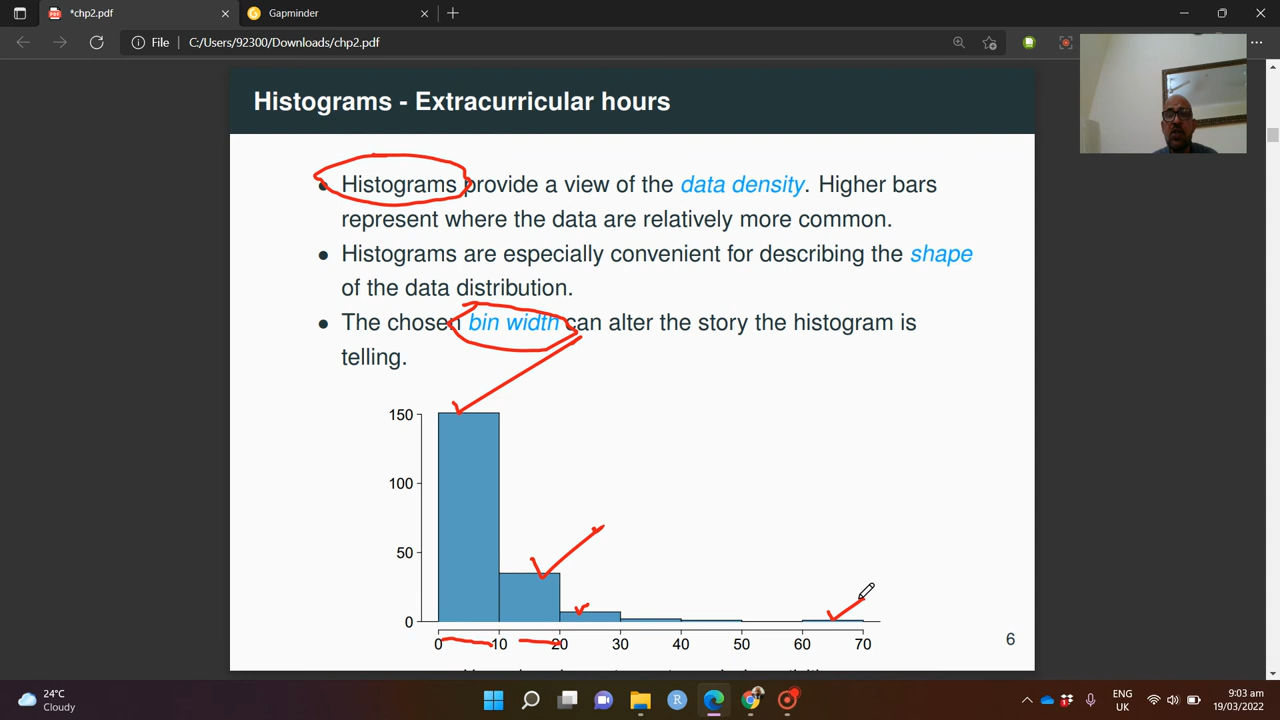 *chp2.pdf
Gapminder
File
C:/Users/92300/Downloads/chp2.pdf
Histograms - Extracurricular hours
• Histograms provide a view of the data density. Higher bars
represent where the data are relatively more common.
• Histograms are especially convenient for describing the shape
of the data distribution.
• The chosen bin width can alter the story the histogram is
telling.
150
100
50
0
0 10 20 30 40 50 60 70
6
24°C
Cloudy
ENG
UK
9:03 am
19/03/2022